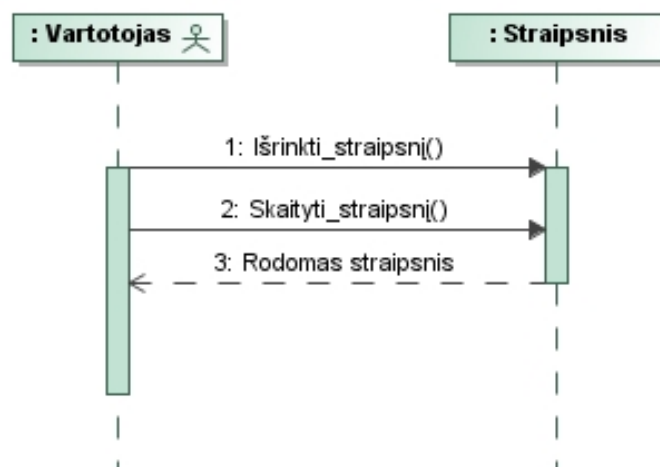 : Vartotojas
: Straipsnis
1: Išrinkti_straipsnį()
2: Skaityti_straipsnį()
3: Rodomas straipsnis